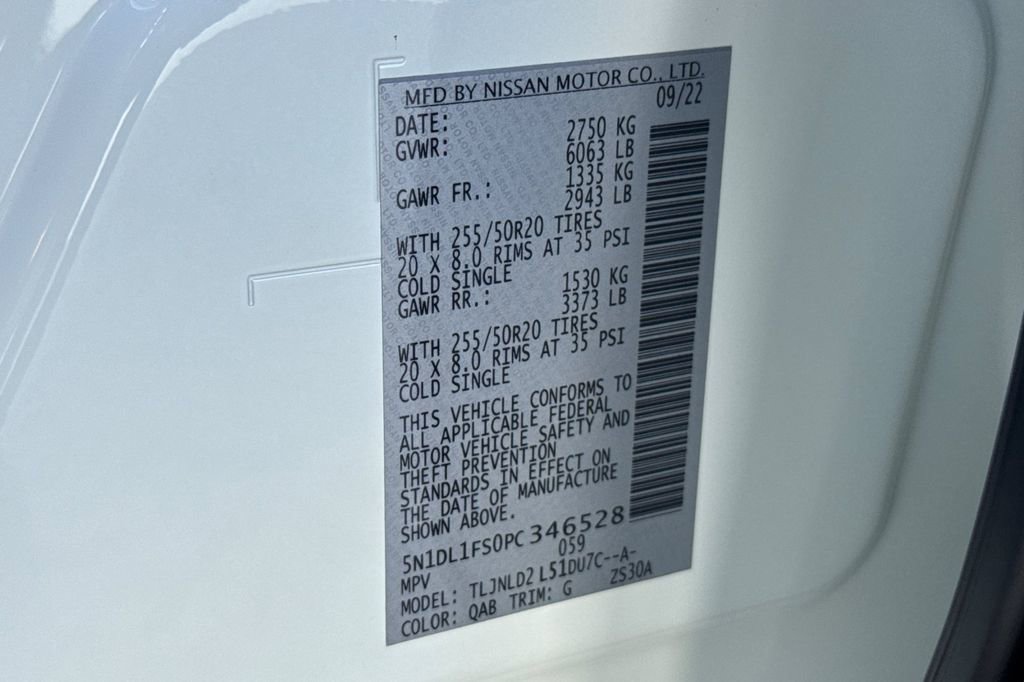 MFD BY NISSAN MOTOR CO., LTD.
DATE: 09/22
GVWR: 2750 KG
6063 LB
GAWR FR.: 1335 KG
2943 LB
WITH 255/50R20 TIRES
20 X 8.0 RIMS AT 35 PSI
COLD SINGLE
GAWR RR.: 1530 KG
3373 LB
WITH 255/50R20 TIRES
20 X 8.0 RIMS AT 35 PSI
COLD SINGLE
THIS VEHICLE CONFORMS TO
ALL APPLICABLE FEDERAL
MOTOR VEHICLE SAFETY AND
THEFT PREVENTION
STANDARDS IN EFFECT ON
THE DATE OF MANUFACTURE
SHOWN ABOVE.
5N1DL1FS0PC346528
MPV 059
MODEL: TLJNLD2 L51DU7C--A-
COLOR: QAB TRIM: G ZS30A